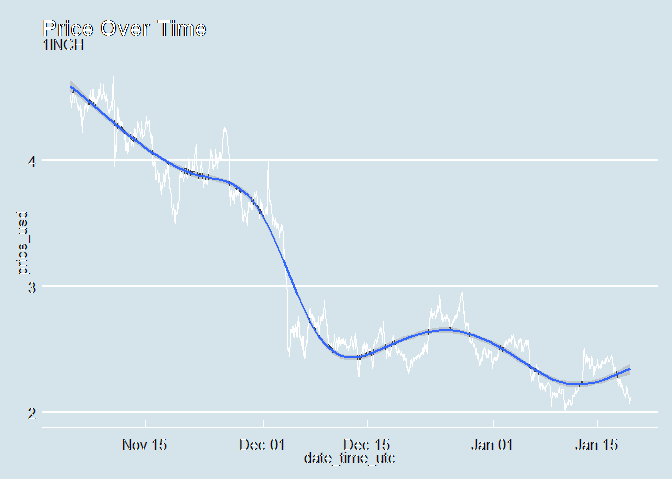 Price Over Time
1INCH
4
3
2
price_usd
Nov 15 Dec 01 Dec 15 Jan 01 Jan 15
date_time_utc